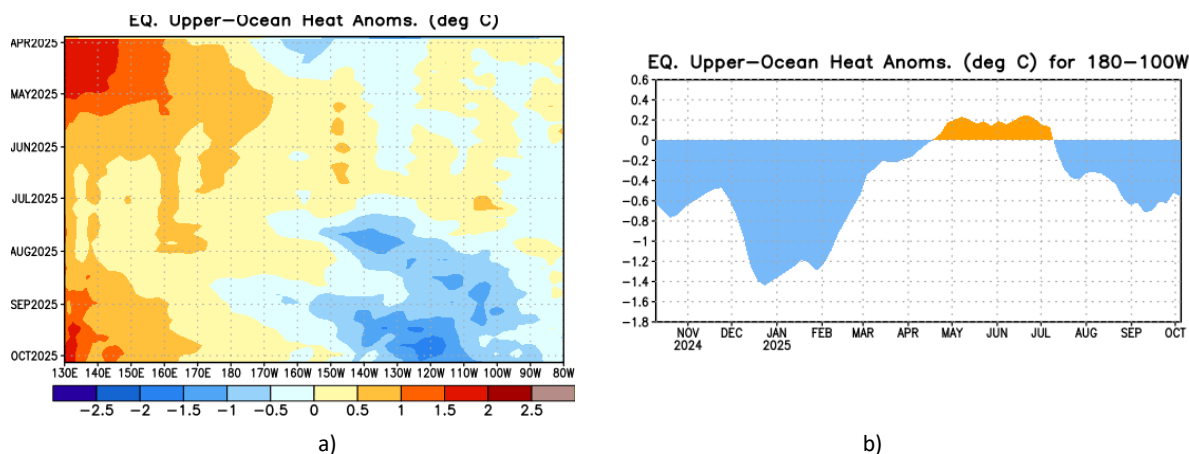 EQ. Upper-Ocean Heat Anoms. (deg C)
APR2025
MAY2025
JUN2025
JUL2025
AUG2025
SEP2025
OCT2025
130E 140E 150E 160E 170E 180 170W 160W 150W 140W 130W 120W 110W 100W 90W 80W
-2.5 -2 -1.5 -1 -0.5 0 0.5 1 1.5 2 2.5
a)
EQ. Upper-Ocean Heat Anoms. (deg C) for 180-100W
0.6
0.4
0.2
0
-0.2
-0.4
-0.6
-0.8
-1
-1.2
-1.4
-1.6
-1.8
NOV DEC JAN FEB MAR APR MAY JUN JUL AUG SEP OCT
2024 2025
b)